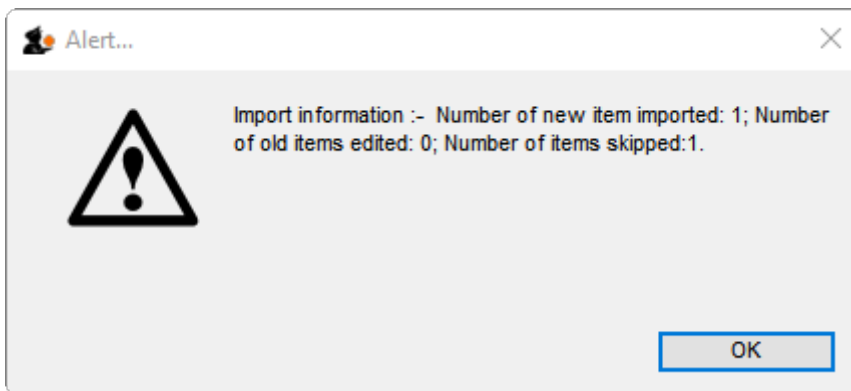 Alert...
Import information :- Number of new item imported: 1; Number
of old items edited: 0; Number of items skipped:1.
OK